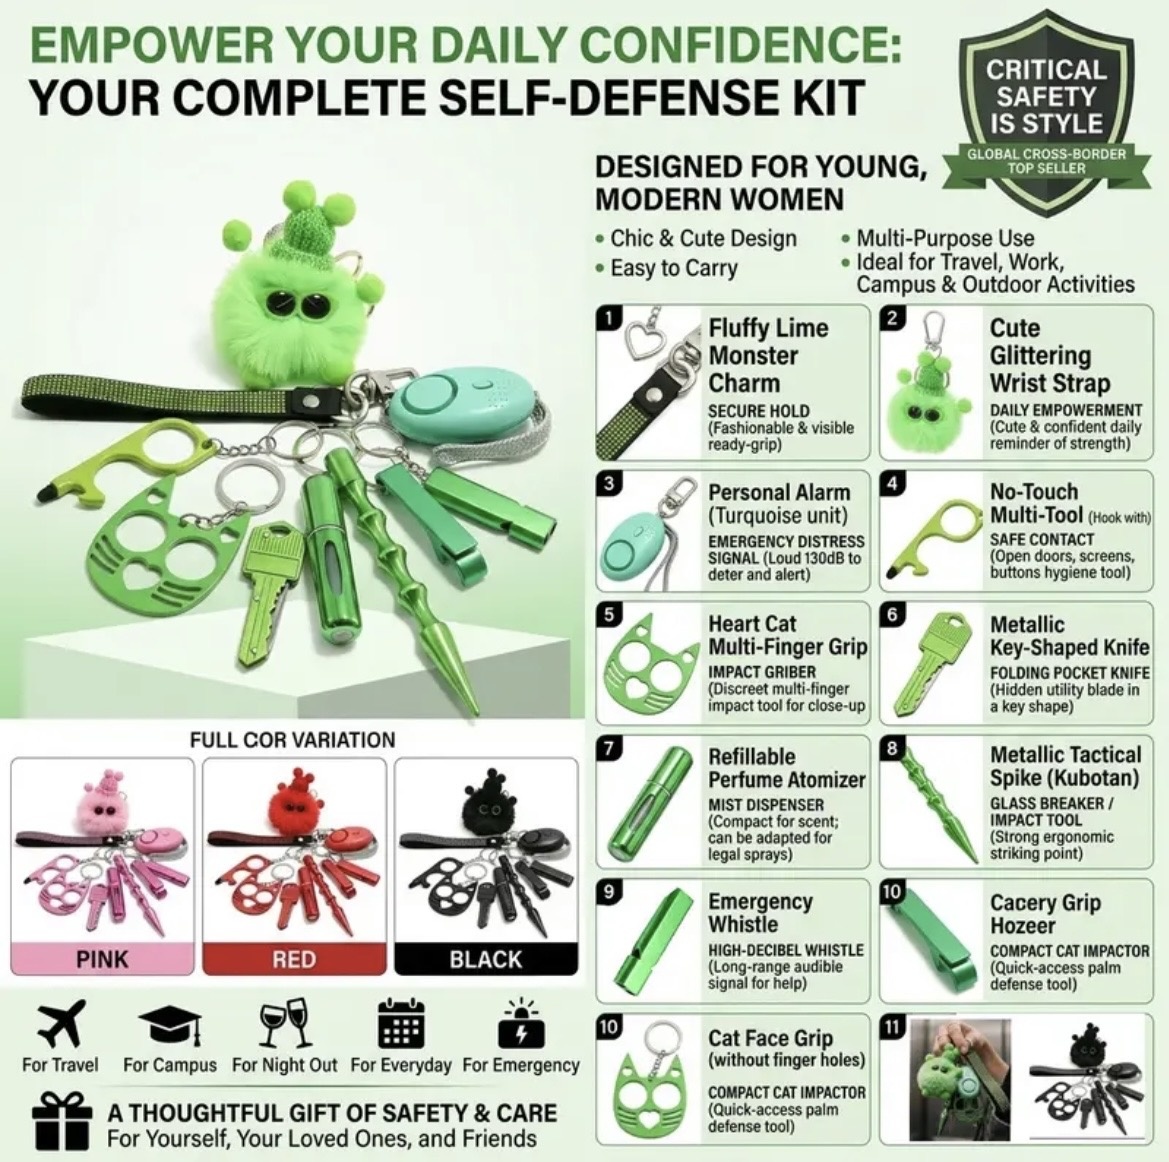 EMPOWER YOUR DAILY CONFIDENCE:
YOUR COMPLETE SELF-DEFENSE KIT
CRITICAL
SAFETY
IS STYLE
GLOBAL CROSS-BORDER
TOP SELLER
DESIGNED FOR YOUNG,
MODERN WOMEN
• Chic & Cute Design
• Easy to Carry
• Multi-Purpose Use
• Ideal for Travel, Work,
Campus & Outdoor Activities
1
Fluffy Lime
Monster
Charm
SECURE HOLD
(Fashionable & visible
ready-grip)
2
Cute
Glittering
Wrist Strap
DAILY EMPOWERMENT
(Cute & confident daily
reminder of strength)
3
Personal Alarm
(Turquoise unit)
EMERGENCY DISTRESS
SIGNAL (Loud 130dB to
deter and alert)
4
No-Touch
Multi-Tool (Hook with)
SAFE CONTACT
(Open doors, screens,
buttons hygiene tool)
5
Heart Cat
Multi-Finger Grip
IMPACT GRIBER
(Discreet multi-finger
impact tool for close-up
6
Metallic
Key-Shaped Knife
FOLDING POCKET KNIFE
(Hidden utility blade in
a key shape)
7
Refillable
Perfume Atomizer
MIST DISPENSER
(Compact for scent;
can be adapted for
legal sprays)
8
Metallic Tactical
Spike (Kubotan)
GLASS BREAKER /
IMPACT TOOL
(Strong ergonomic
striking point)
9
Emergency
Whistle
HIGH-DECIBEL WHISTLE
(Long-range audible
signal for help)
10
Cacery Grip
Hozeer
COMPACT CAT IMPACTOR
(Quick-access palm
defense tool)
10
Cat Face Grip
(without finger holes)
COMPACT CAT IMPACTOR
(Quick-access palm
defense tool)
11
FULL COR VARIATION
PINK
RED
BLACK
For Travel
For Campus
For Night Out
For Everyday
For Emergency
A THOUGHTFUL GIFT OF SAFETY & CARE
For Yourself, Your Loved Ones, and Friends